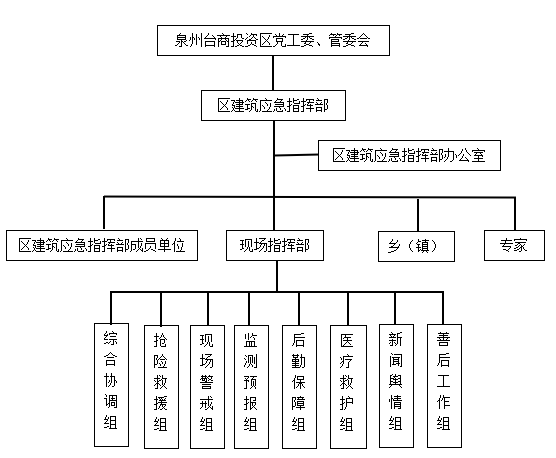 泉州台商投资区党工委、管委会
区建筑应急指挥部
区建筑应急指挥部办公室
区建筑应急指挥部成员单位
现场指挥部
乡（镇）
专家
综合协调组
抢险救援组
现场警戒组
监测预报组
后勤保障组
医疗救护组
新闻舆情组
善后工作组